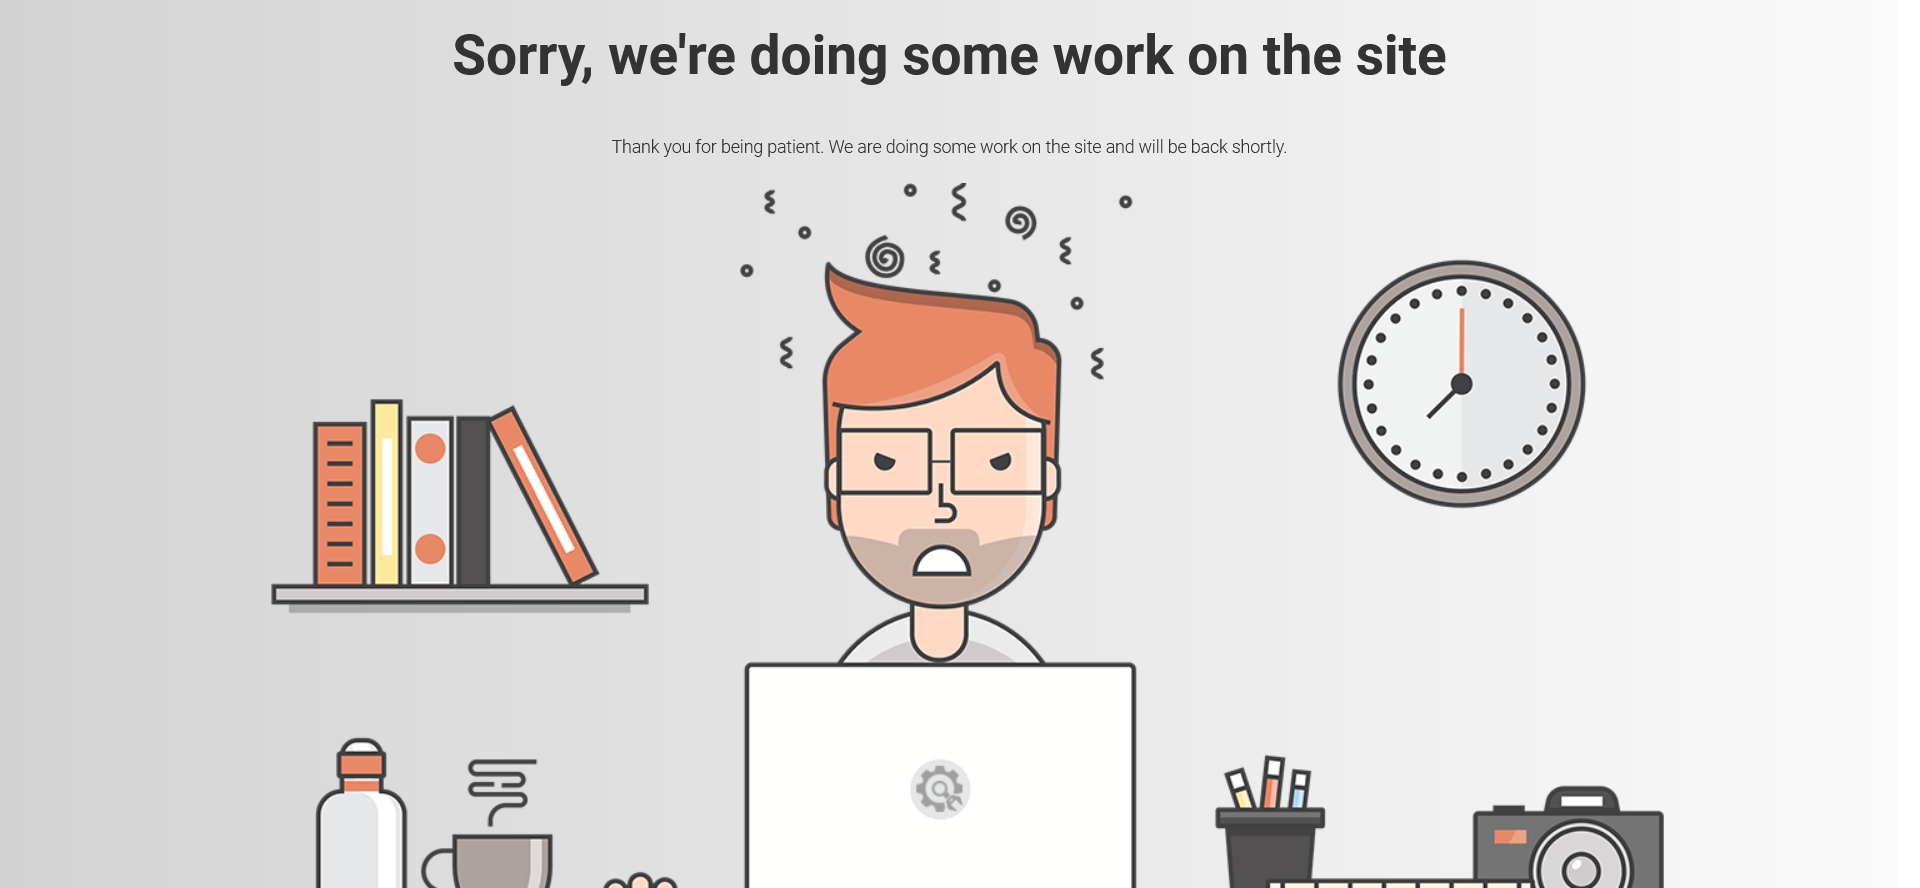 Sorry, we're doing some work on the site
Thank you for being patient. We are doing some work on the site and will be back shortly.